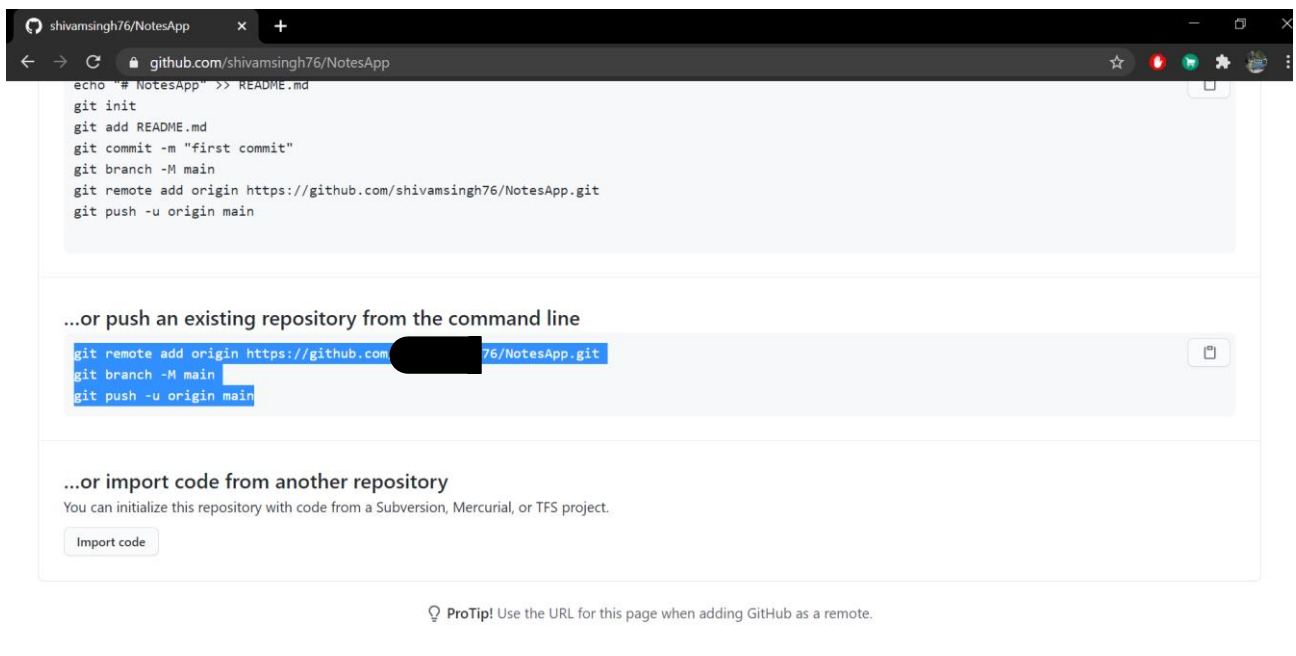 shivamsingh76/NotesApp
github.com/shivamsingh76/NotesApp
echo "# NotesApp" >> README.md
git init
git add README.md
git commit -m "first commit"
git branch -M main
git remote add origin https://github.com/shivamsingh76/NotesApp.git
git push -u origin main
...or push an existing repository from the command line
git remote add origin https://github.com 76/NotesApp.git
git branch -M main
git push -u origin main
...or import code from another repository
You can initialize this repository with code from a Subversion, Mercurial, or TFS project.
Import code
ProTip! Use the URL for this page when adding GitHub as a remote.